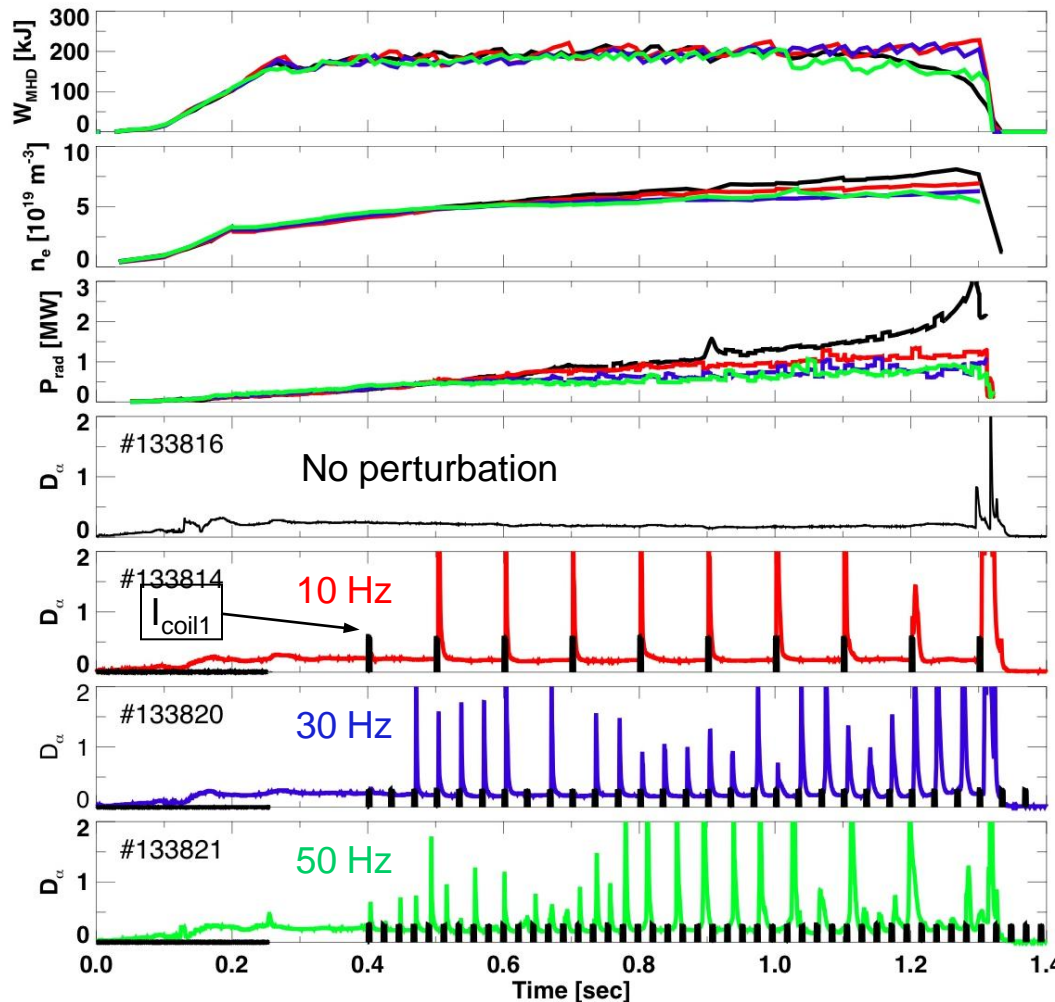 300
200
100
0
W_MHD [kJ]
10
5
0
n_e [10^19 m^-3]
3
2
1
0
P_rad [MW]
2
1
0
D_α
#133816
No perturbation
2
1
0
D_α
#133814
10 Hz
I_coil1
2
1
0
D_α
#133820
30 Hz
2
1
0
D_α
#133821
50 Hz
0.0 0.2 0.4 0.6 0.8 1.0 1.2 1.4
Time [sec]